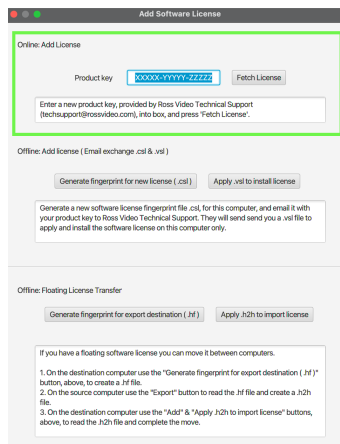 Add Software License
Online: Add License
Product key XXXXX-YYYYY-ZZZZZ Fetch License
Enter a new product key, provided by Ross Video Technical Support
(techsupport@rossvideo.com), into box, and press 'Fetch License'.
Offline: Add license ( Email exchange .csl & .vsl )
Generate fingerprint for new license ( .csl ) Apply .vsl to install license
Generate a new software license fingerprint file .csl, for this computer, and email it with
your product key to Ross Video Technical Support. They will send send you a .vsl file to
apply and install the software license on this computer only.
Offline: Floating License Transfer
Generate fingerprint for export destination ( .hf ) Apply .h2h to import license
If you have a floating software license you can move it between computers.
1. On the destination computer use the "Generate fingerprint for export destination ( .hf )"
button, above, to create a .hf file.
2. On the source computer use the "Export" button to read the .hf file and create a .h2h
file.
3. On the destination computer use the "Add" & "Apply .h2h to import license" buttons,
above, to read the .h2h file and complete the move.